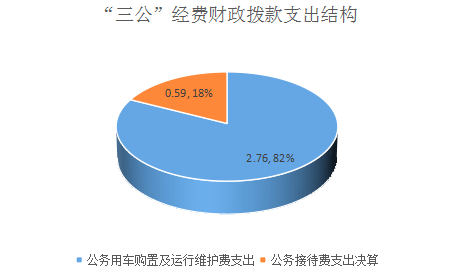 “三公”经费财政拨款支出结构
0.59, 18%
2.76, 82%
公务用车购置及运行维护费支出 公务接待费支出决算